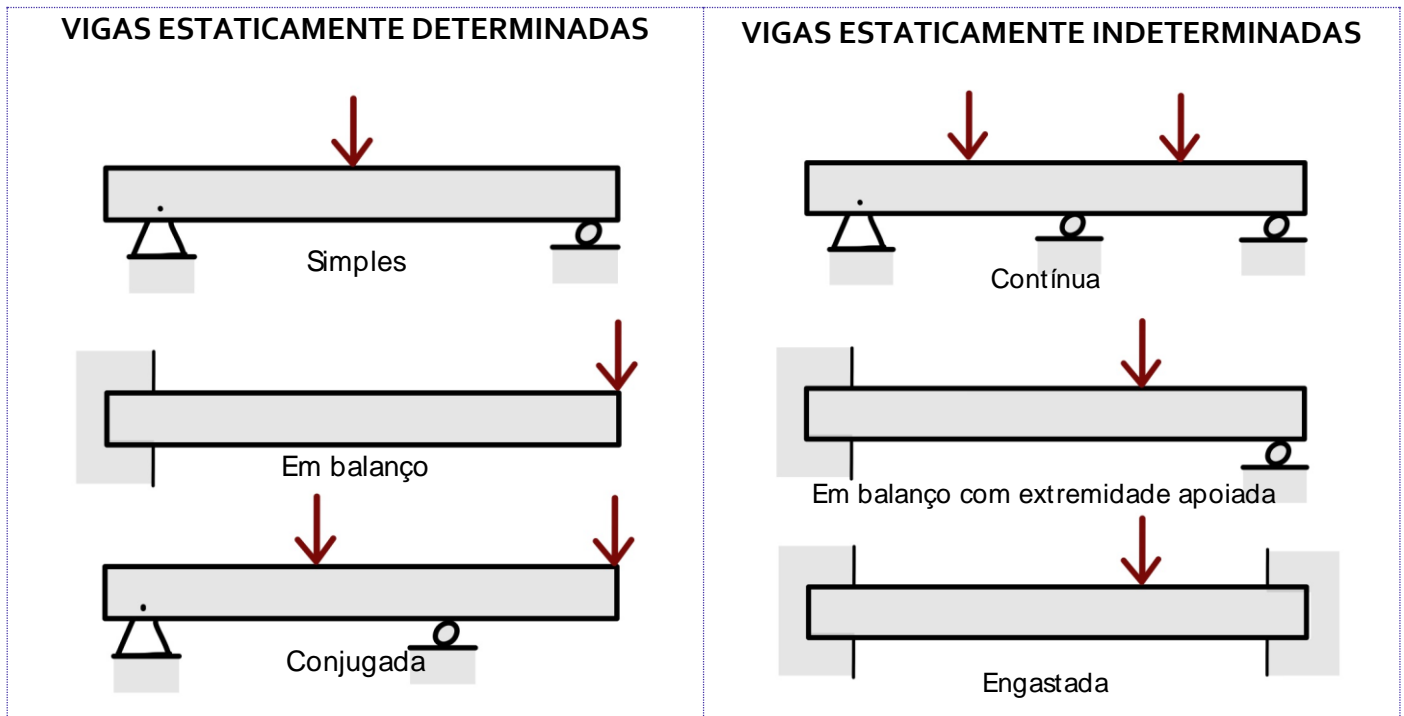 VIGAS ESTATICAMENTE DETERMINADAS
Simples
Em balanço
Conjugada
VIGAS ESTATICAMENTE INDETERMINADAS
Contínua
Em balanço com extremidade apoiada
Engastada